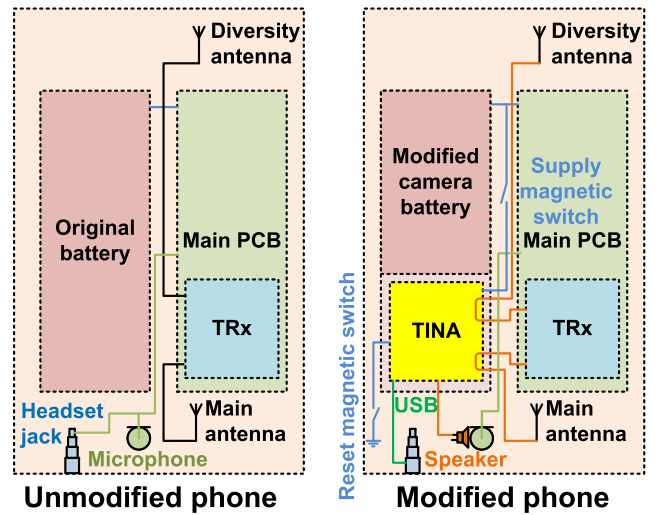 Diversity
antenna
Original
battery
Main PCB
TRx
Headset
jack
Main
antenna
Microphone
Unmodified phone
Diversity
antenna
Modified
camera
battery
Supply
magnetic
switch
Main PCB
TINA
TRx
Reset magnetic switch
USB
Main
antenna
Speaker
Modified phone